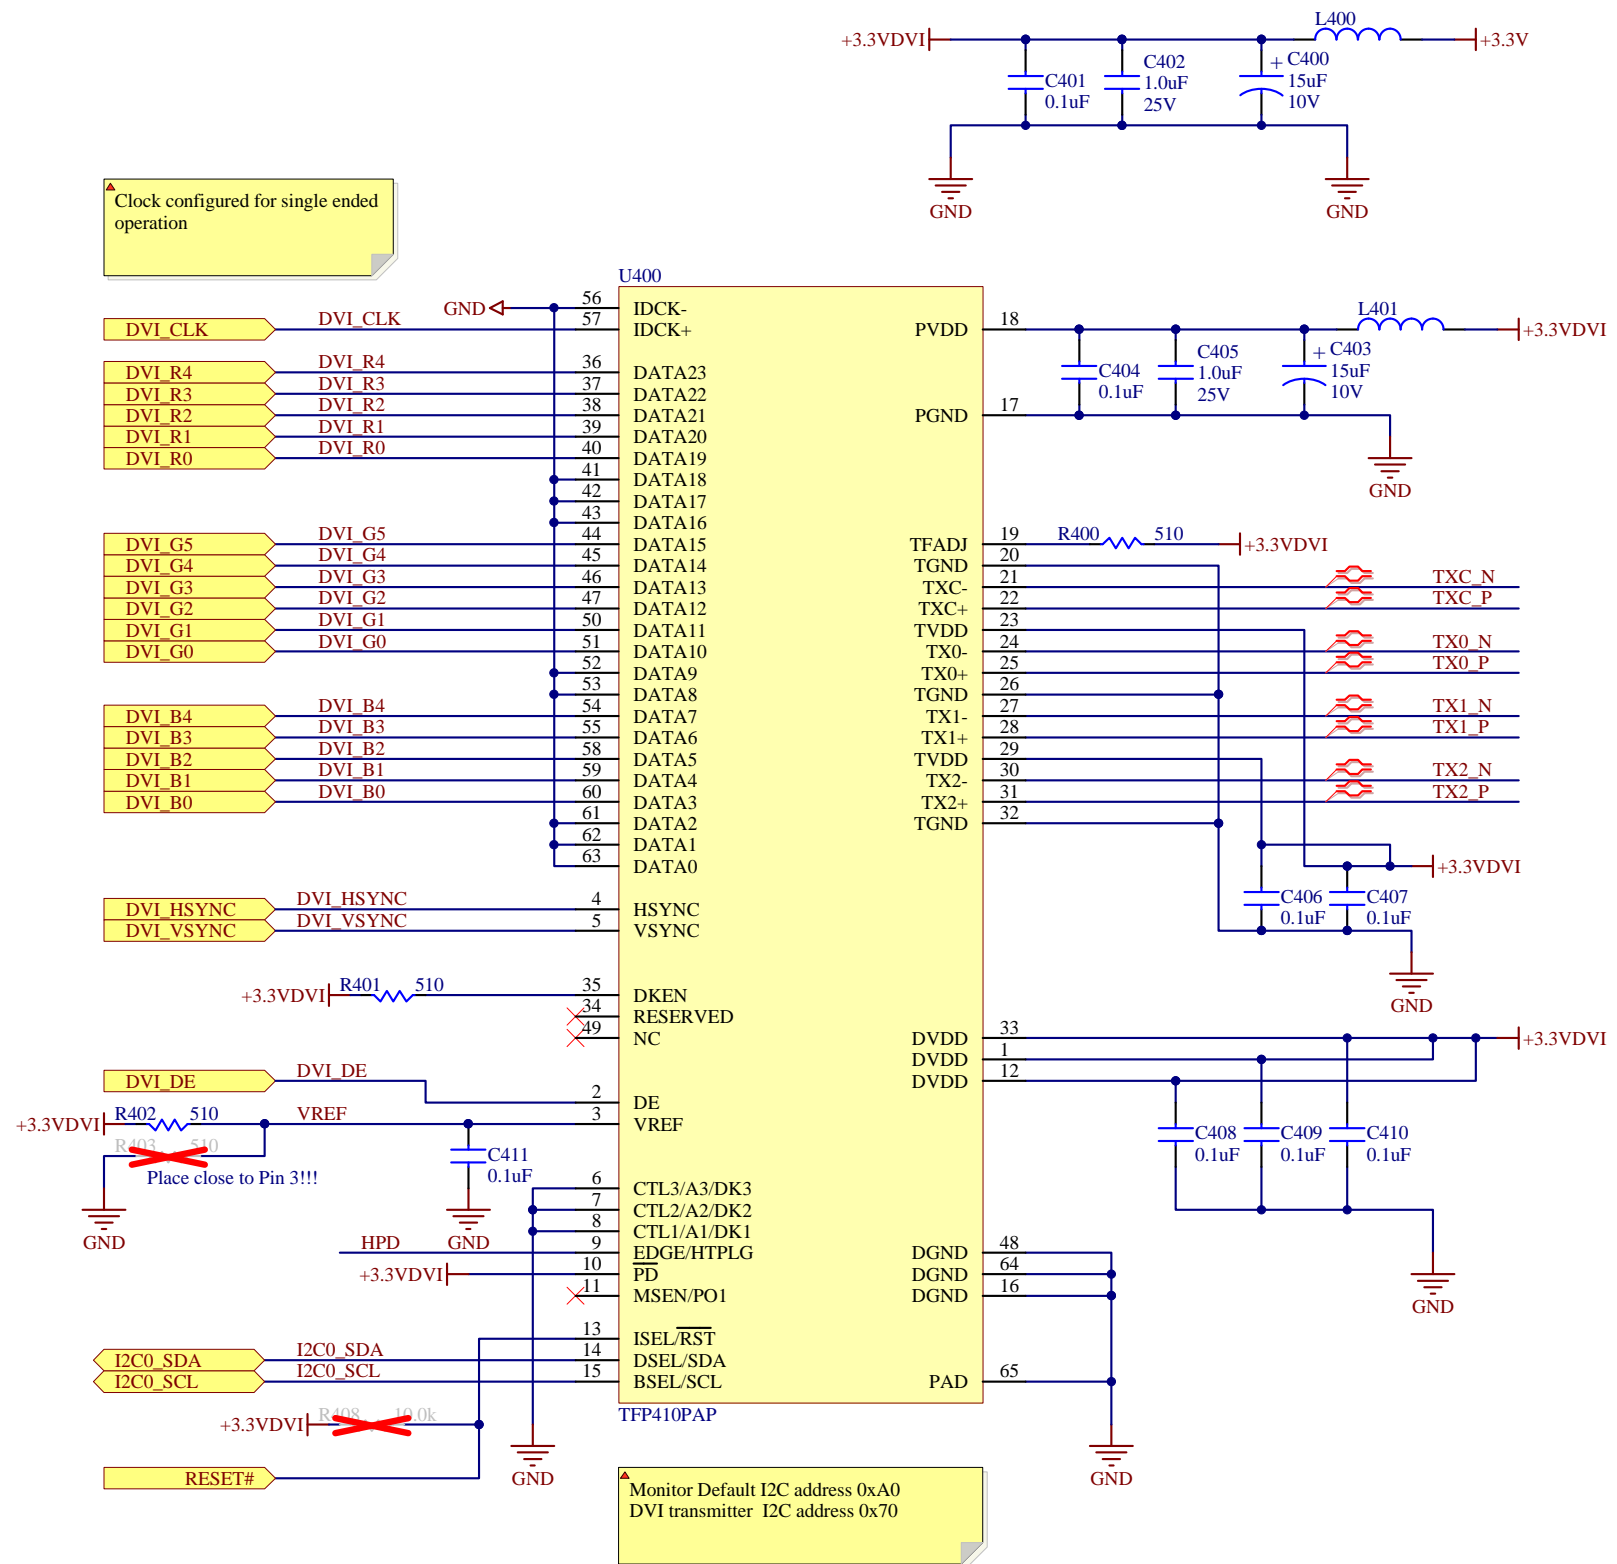 L400
+3.3VDVI
+3.3V
C401
0.1uF
C402
1.0uF
25V
+ C400
15uF
10V
GND
GND
Clock configured for single ended
operation
U400
GND
56 IDCK-
DVI_CLK DVI_CLK 57 IDCK+
DVI_R4 DVI_R4 36 DATA23
DVI_R3 DVI_R3 37 DATA22
DVI_R2 DVI_R2 38 DATA21
DVI_R1 DVI_R1 39 DATA20
DVI_R0 DVI_R0 40 DATA19
41 DATA18
42 DATA17
43 DATA16
DVI_G5 DVI_G5 44 DATA15
DVI_G4 DVI_G4 45 DATA14
DVI_G3 DVI_G3 46 DATA13
DVI_G2 DVI_G2 47 DATA12
DVI_G1 DVI_G1 50 DATA11
DVI_G0 DVI_G0 51 DATA10
52 DATA9
53 DATA8
DVI_B4 DVI_B4 54 DATA7
DVI_B3 DVI_B3 55 DATA6
DVI_B2 DVI_B2 58 DATA5
DVI_B1 DVI_B1 59 DATA4
DVI_B0 DVI_B0 60 DATA3
61 DATA2
62 DATA1
63 DATA0
DVI_HSYNC DVI_HSYNC 4 HSYNC
DVI_VSYNC DVI_VSYNC 5 VSYNC
+3.3VDVI R401 510 35 DKEN
34 RESERVED
49 NC
DVI_DE DVI_DE 2 DE
+3.3VDVI R402 510 VREF 3 VREF
R403 510
Place close to Pin 3!!!
C411
0.1uF
GND
GND
6 CTL3/A3/DK3
7 CTL2/A2/DK2
8 CTL1/A1/DK1
HPD 9 EDGE/HTPLG
+3.3VDVI 10 PD
11 MSEN/PO1
13 ISEL/RST
I2C0_SDA I2C0_SDA 14 DSEL/SDA
I2C0_SCL I2C0_SCL 15 BSEL/SCL
+3.3VDVI R408 10.0k
RESET#
GND
PVDD 18
L401
+3.3VDVI
C404
0.1uF
C405
1.0uF
25V
+ C403
15uF
10V
PGND 17
GND
TFADJ 19 R400 510 +3.3VDVI
TGND 20
TXC- 21 TXC_N
TXC+ 22 TXC_P
TVDD 23
TX0- 24 TX0_N
TX0+ 25 TX0_P
TGND 26
TX1- 27 TX1_N
TX1+ 28 TX1_P
TVDD 29
TX2- 30 TX2_N
TX2+ 31 TX2_P
TGND 32
+3.3VDVI
C406
0.1uF
C407
0.1uF
GND
DVDD 33 +3.3VDVI
DVDD 1
DVDD 12
C408
0.1uF
C409
0.1uF
C410
0.1uF
GND
DGND 48
DGND 64
DGND 16
PAD 65
GND
TFP410PAP
Monitor Default I2C address 0xA0
DVI transmitter I2C address 0x70